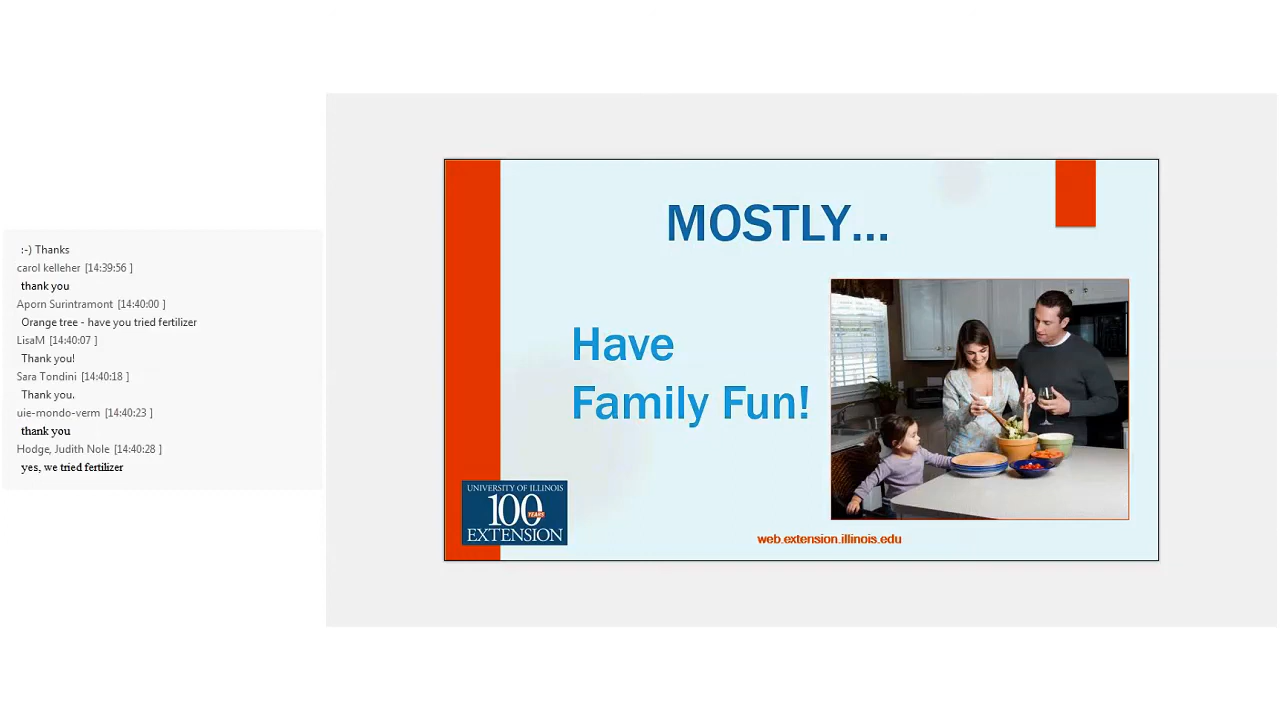 :-) Thanks
carol kelleher [14:39:56 ]
thank you
Aporn Surintramont [14:40:00 ]
Orange tree - have you tried fertilizer
LisaM [14:40:07 ]
Thank you!
Sara Tondini [14:40:18 ]
Thank you.
uie-mondo-verm [14:40:23 ]
thank you
Hodge, Judith Nole [14:40:28 ]
yes, we tried fertilizer
MOSTLY...
Have
Family Fun!
UNIVERSITY OF ILLINOIS
100
YEARS
EXTENSION
web.extension.illinois.edu